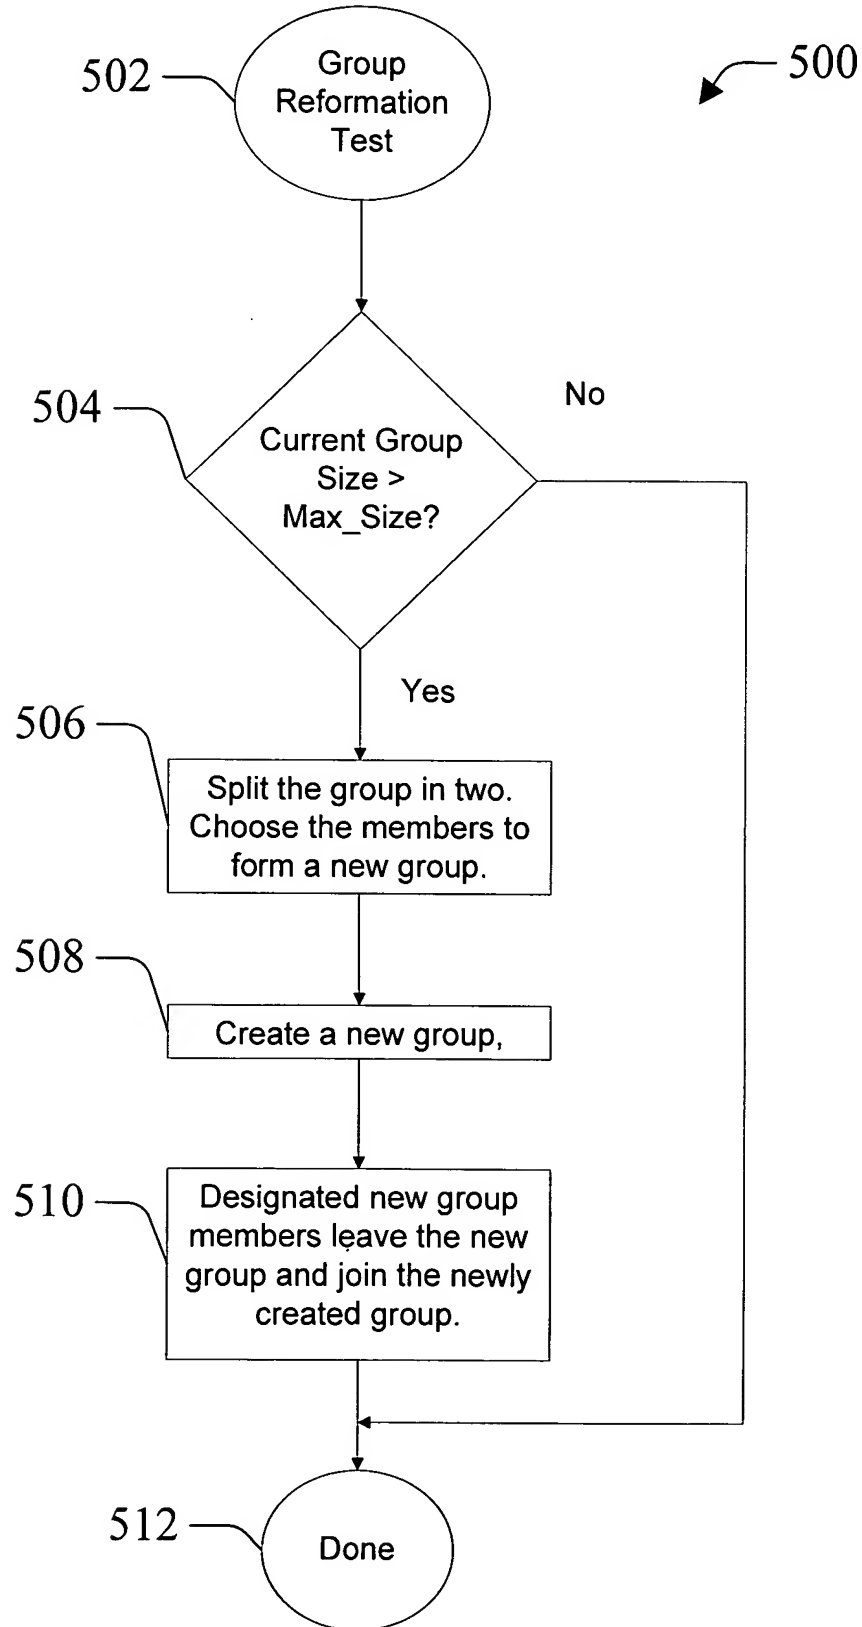 502
Group
Reformation
Test
500
504
Current Group
Size >
Max_Size?
No
Yes
506
Split the group in two.
Choose the members to
form a new group.
508
Create a new group,
510
Designated new group
members leave the new
group and join the newly
created group.
512
Done